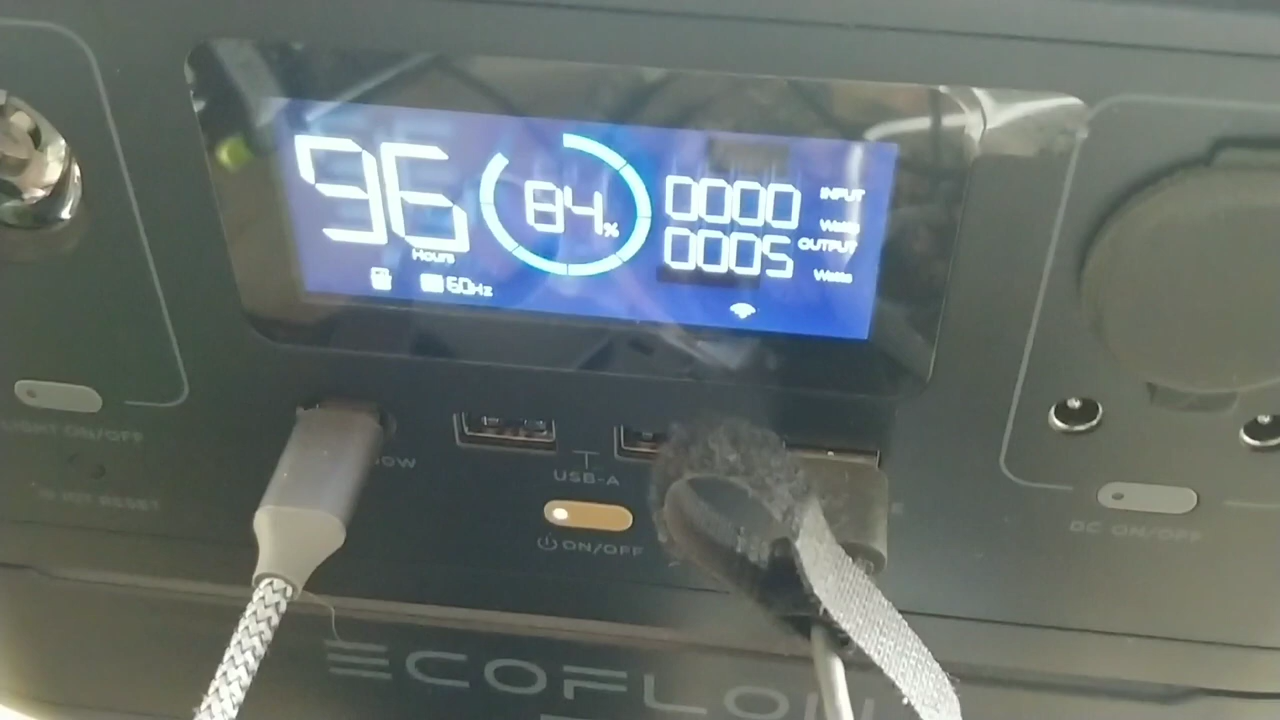 96
Hours
84%
0000 INPUT
Watts
0005 OUTPUT
Watts
60Hz
LIGHT ON/OFF
USB-A
ON/OFF
DC ON/OFF
RESET
ECOFLOW